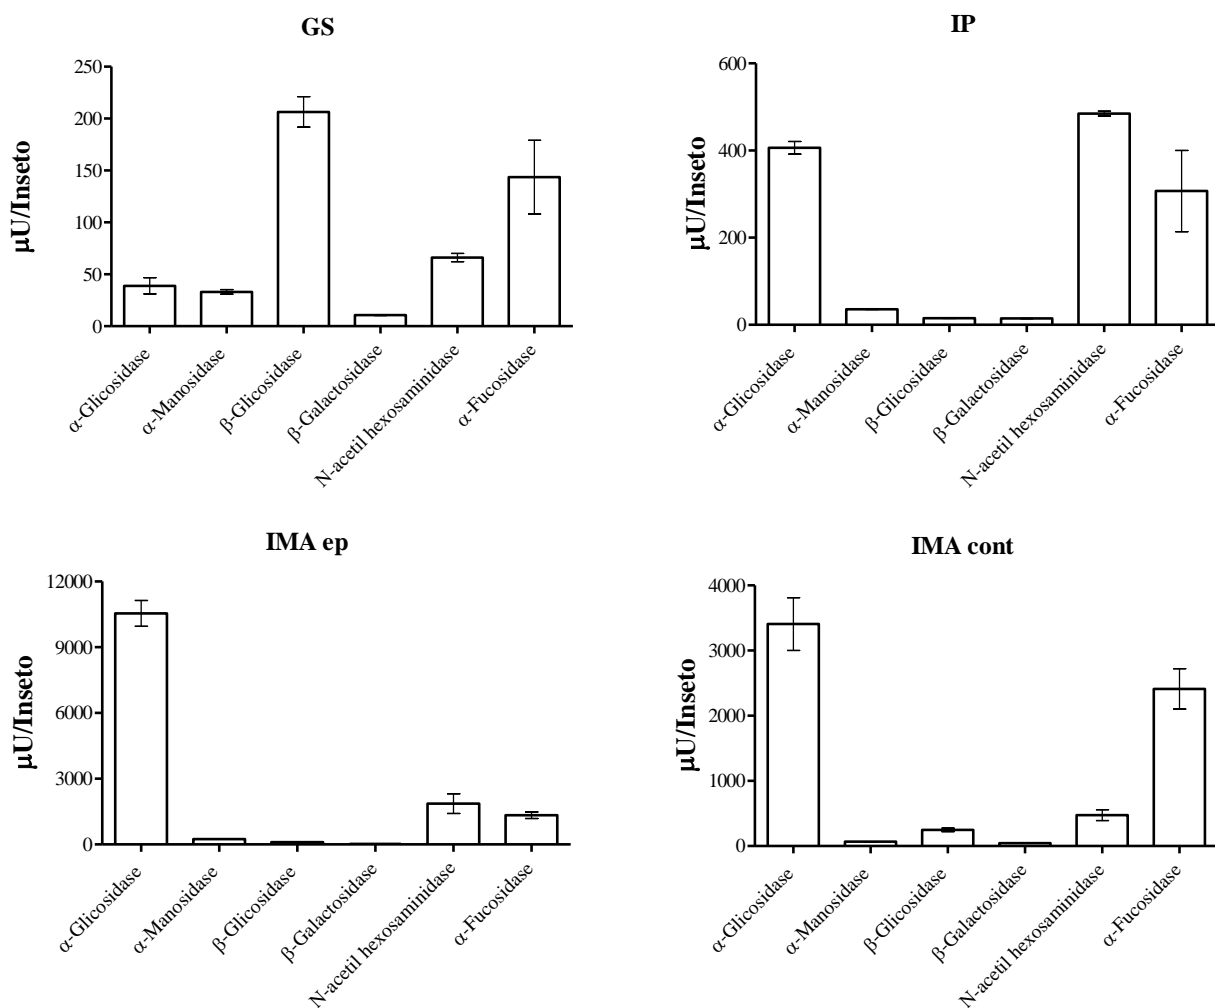 GS
250
200
150
100
50
0
μU/Inseto
α-Glicosidase
α-Manosidase
β-Glicosidase
β-Galactosidase
N-acetil hexosaminidase
α-Fucosidase
IP
600
400
200
0
μU/Inseto
α-Glicosidase
α-Manosidase
β-Glicosidase
β-Galactosidase
N-acetil hexosaminidase
α-Fucosidase
IMA ep
12000
9000
6000
3000
0
μU/Inseto
α-Glicosidase
α-Manosidase
β-Glicosidase
β-Galactosidase
N-acetil hexosaminidase
α-Fucosidase
IMA cont
4000
3000
2000
1000
0
μU/Inseto
α-Glicosidase
α-Manosidase
β-Glicosidase
β-Galactosidase
N-acetil hexosaminidase
α-Fucosidase